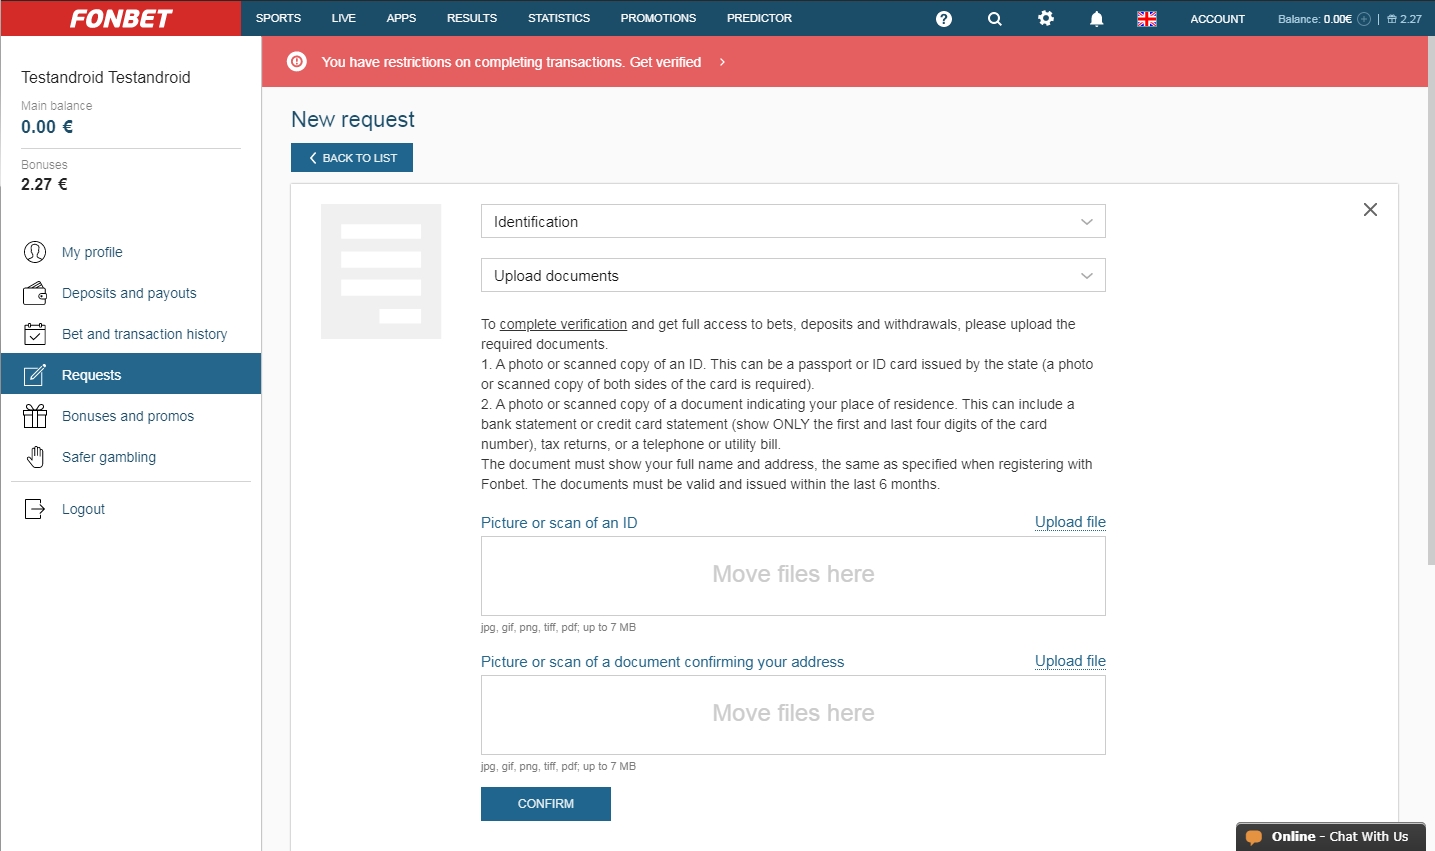 FONBET
SPORTS LIVE APPS RESULTS STATISTICS PROMOTIONS PREDICTOR
ACCOUNT
Balance: 0.00€ | 2.27
You have restrictions on completing transactions. Get verified
Testandroid Testandroid
Main balance
0.00 €
Bonuses
2.27 €
My profile
Deposits and payouts
Bet and transaction history
Requests
Bonuses and promos
Safer gambling
Logout
New request
BACK TO LIST
Identification
Upload documents
To complete verification and get full access to bets, deposits and withdrawals, please upload the
required documents.
1. A photo or scanned copy of an ID. This can be a passport or ID card issued by the state (a photo
or scanned copy of both sides of the card is required).
2. A photo or scanned copy of a document indicating your place of residence. This can include a
bank statement or credit card statement (show ONLY the first and last four digits of the card
number), tax returns, or a telephone or utility bill.
The document must show your full name and address, the same as specified when registering with
Fonbet. The documents must be valid and issued within the last 6 months.
Picture or scan of an ID
Upload file
Move files here
jpg, gif, png, tiff, pdf; up to 7 MB
Picture or scan of a document confirming your address
Upload file
Move files here
jpg, gif, png, tiff, pdf; up to 7 MB
CONFIRM
Online - Chat With Us